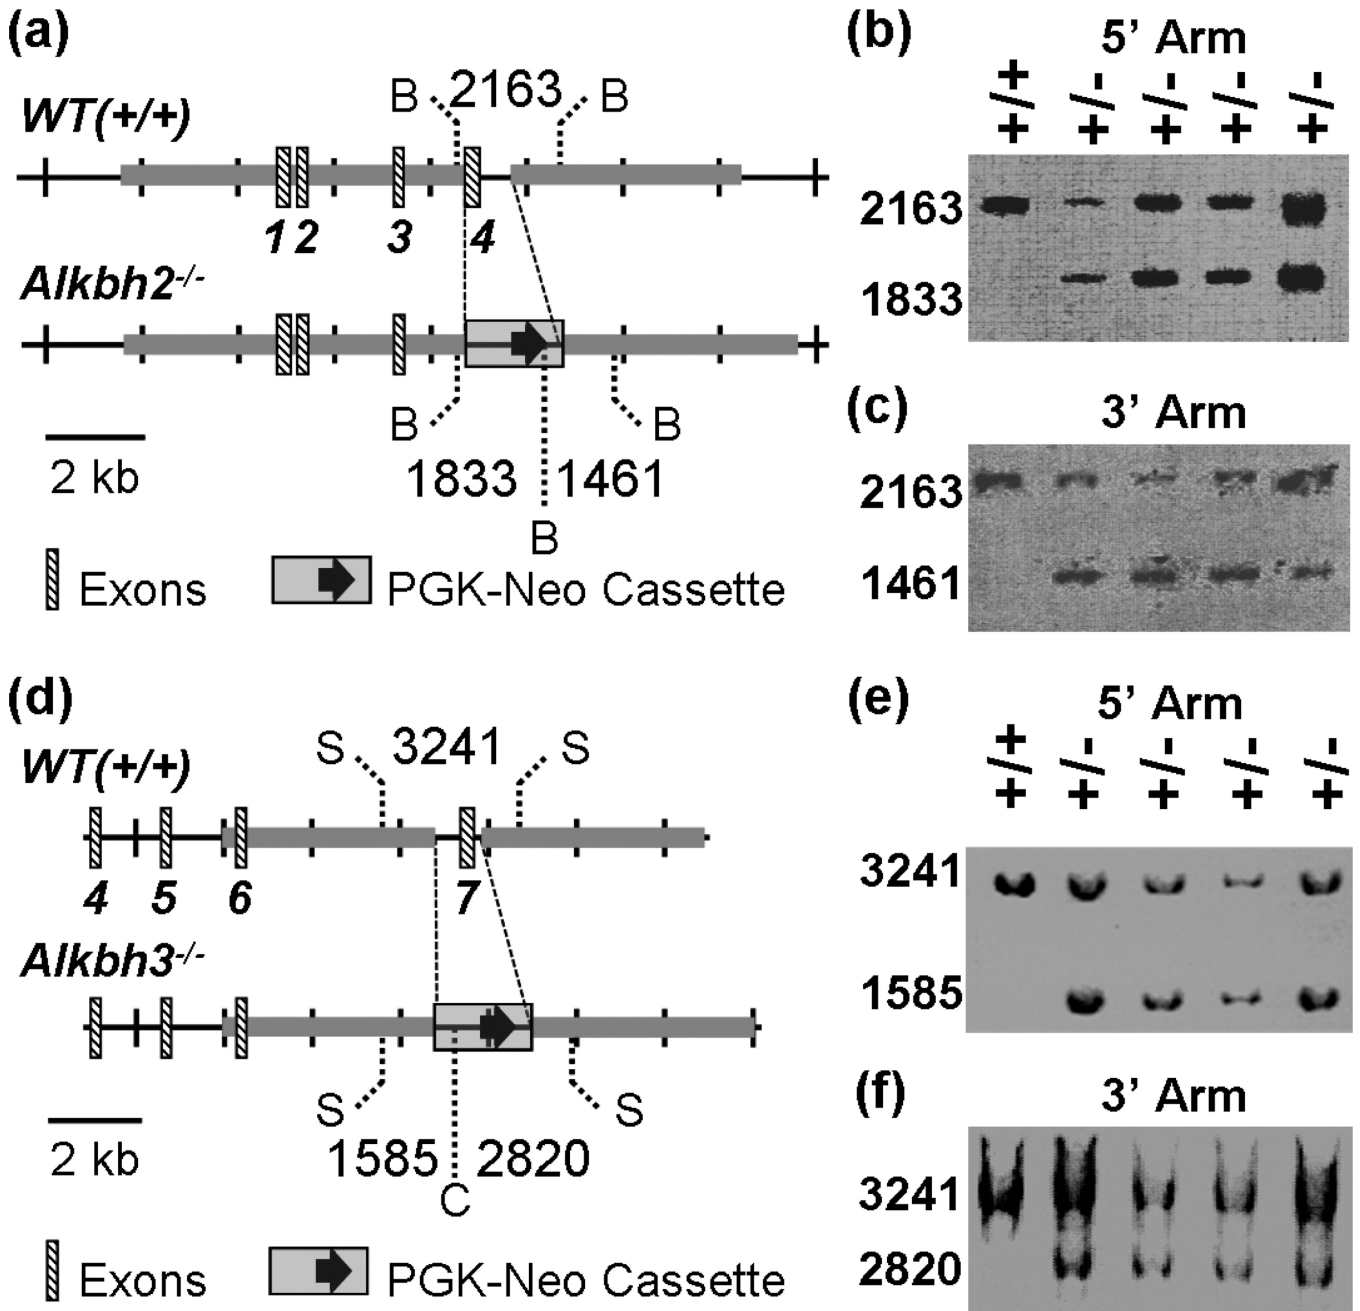 (a)
WT(+/+)
B 2163 B
1 2 3 4
Alkbh2-/-
B B
1833 1461
B
2 kb
Exons PGK-Neo Cassette
(b) 5’ Arm
+/+ +/- +/- +/- +/-
2163
1833
(c) 3’ Arm
2163
1461
(d)
WT(+/+)
S 3241 S
4 5 6 7
Alkbh3-/-
S S
1585 2820
C
2 kb
Exons PGK-Neo Cassette
(e) 5’ Arm
+/+ +/- +/- +/- +/-
3241
1585
(f) 3’ Arm
3241
2820